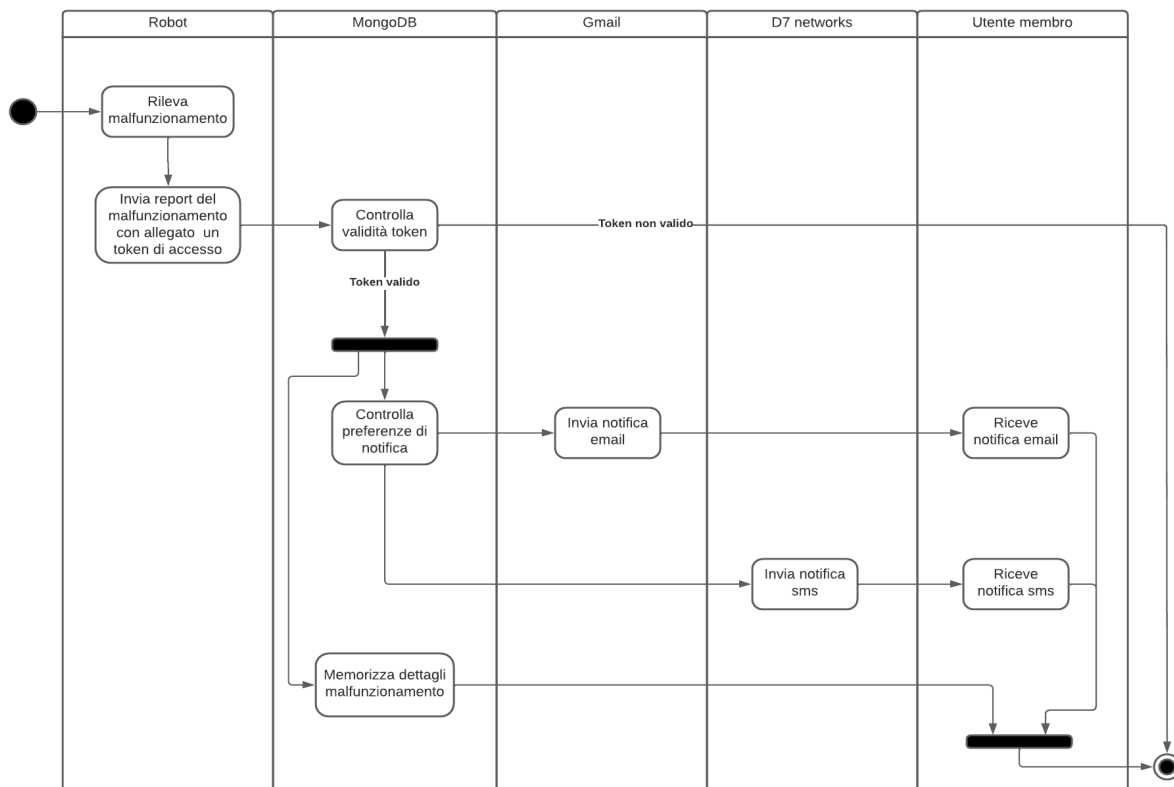 Robot
MongoDB
Gmail
D7 networks
Utente membro
Rileva
malfunzionamento
Invia report del
malfunzionamento
con allegato un
token di accesso
Controlla
validità token
Token non valido
Token valido
Controlla
preferenze di
notifica
Invia notifica
email
Riceve
notifica email
Invia notifica
sms
Riceve
notifica sms
Memorizza dettagli
malfunzionamento